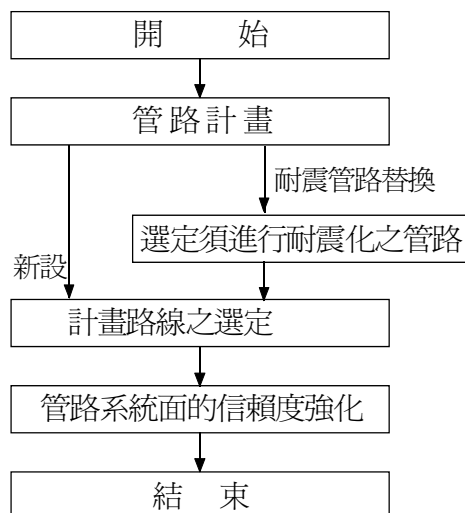 開始
管路計畫
耐震管路替換
選定須進行耐震化之管路
新設
計畫路線之選定
管路系統面的信賴度強化
結束